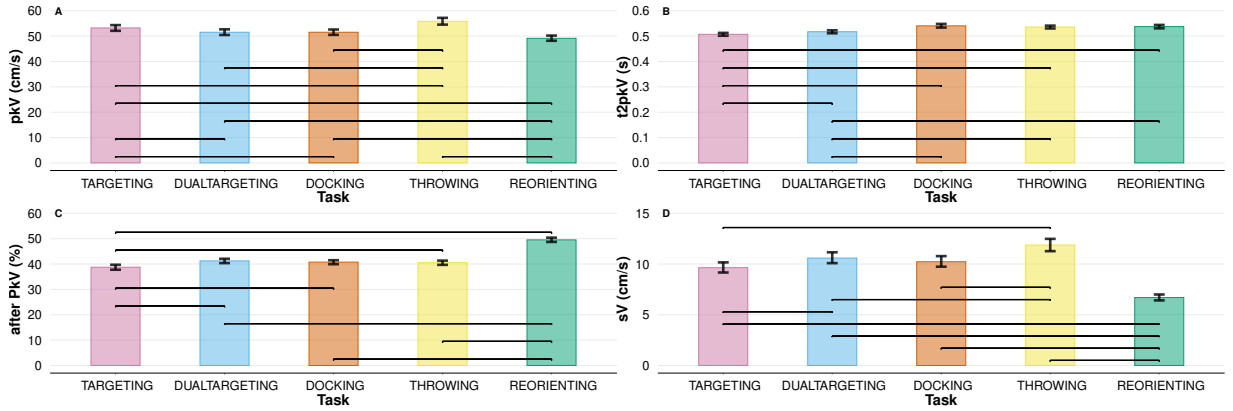 A
pkV (cm/s)
60
50
40
30
20
10
0
TARGETING DUALTARGETING DOCKING THROWING REORIENTING
Task
B
t2pkV (s)
0.6
0.5
0.4
0.3
0.2
0.1
0.0
TARGETING DUALTARGETING DOCKING THROWING REORIENTING
Task
C
after PkV (%)
60
50
40
30
20
10
0
TARGETING DUALTARGETING DOCKING THROWING REORIENTING
Task
D
sV (cm/s)
15
10
5
0
TARGETING DUALTARGETING DOCKING THROWING REORIENTING
Task